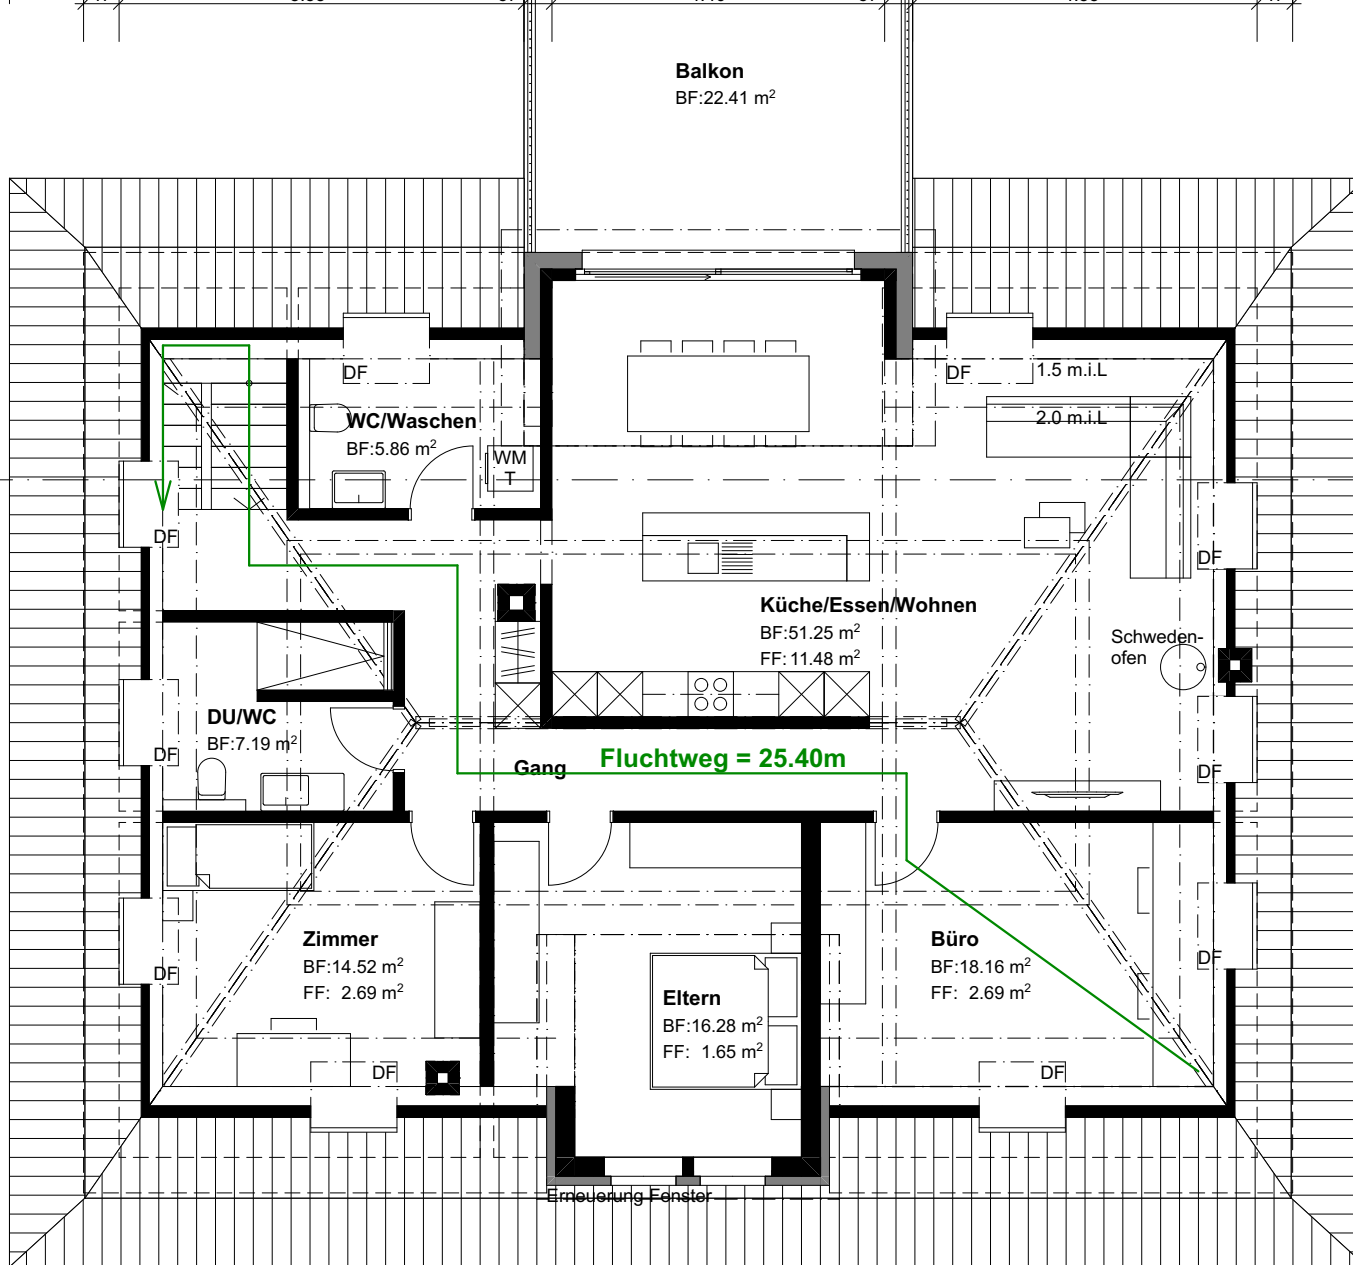 Balkon
BF:22.41 m²
DF
WC/Waschen
BF:5.86 m²
WM
T
DF
1.5 m.i.L
2.0 m.i.L
DF
DF
Küche/Essen/Wohnen
BF:51.25 m²
FF: 11.48 m²
Schweden-
ofen
DU/WC
BF:7.19 m²
DF
Gang
Fluchtweg = 25.40m
DF
Zimmer
BF:14.52 m²
FF: 2.69 m²
DF
DF
Eltern
BF:16.28 m²
FF: 1.65 m²
Büro
BF:18.16 m²
FF: 2.69 m²
DF
DF
Erneuerung Fenster